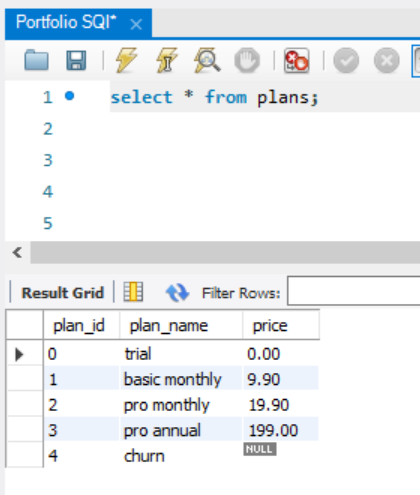 Portfolio SQl* ×
1 select * from plans;
2
3
4
5
Result Grid Filter Rows:
plan_id plan_name price
0 trial 0.00
1 basic monthly 9.90
2 pro monthly 19.90
3 pro annual 199.00
4 churn NULL